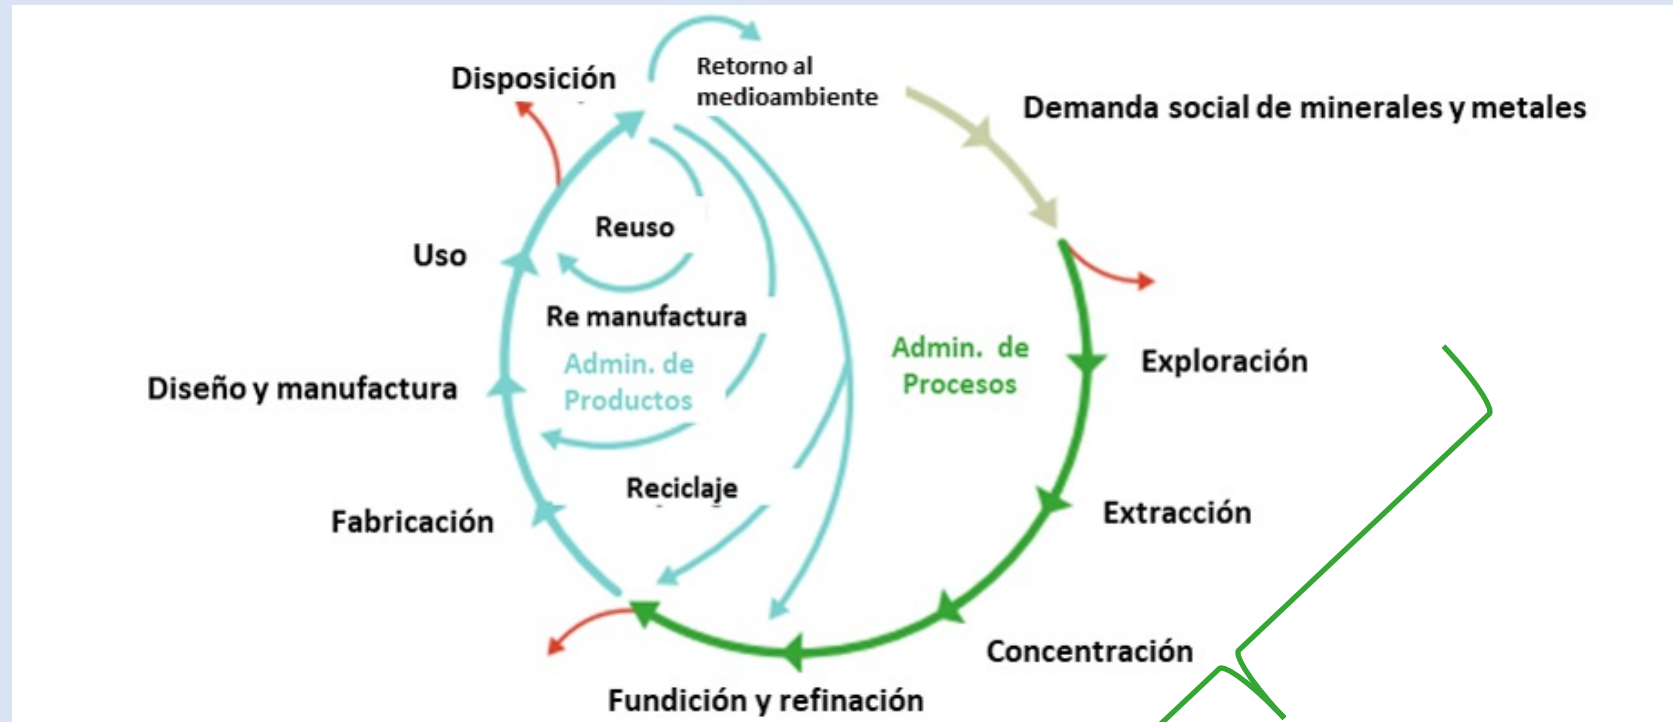 Disposición
Retorno al
medioambiente
Demanda social de minerales y metales
Reuso
Uso
Re manufactura
Admin. de
Productos
Admin. de
Procesos
Exploración
Diseño y manufactura
Reciclaje
Fabricación
Extracción
Concentración
Fundición y refinación